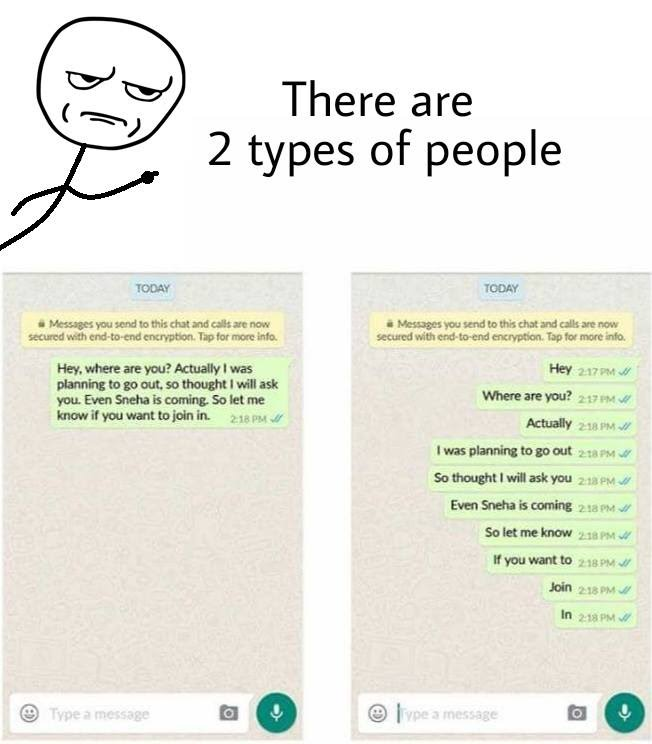 There are
2 types of people
TODAY
Messages you send to this chat and calls are now
secured with end-to-end encryption. Tap for more info.
Hey, where are you? Actually I was
planning to go out, so thought I will ask
you. Even Sneha is coming. So let me
know if you want to join in. 2:18 PM
Type a message
TODAY
Messages you send to this chat and calls are now
secured with end-to-end encryption. Tap for more info.
Hey 2:17 PM
Where are you? 2:17 PM
Actually 2:18 PM
I was planning to go out 2:18 PM
So thought I will ask you 2:18 PM
Even Sneha is coming 2:18 PM
So let me know 2:18 PM
If you want to 2:18 PM
Join 2:18 PM
In 2:18 PM
Type a message